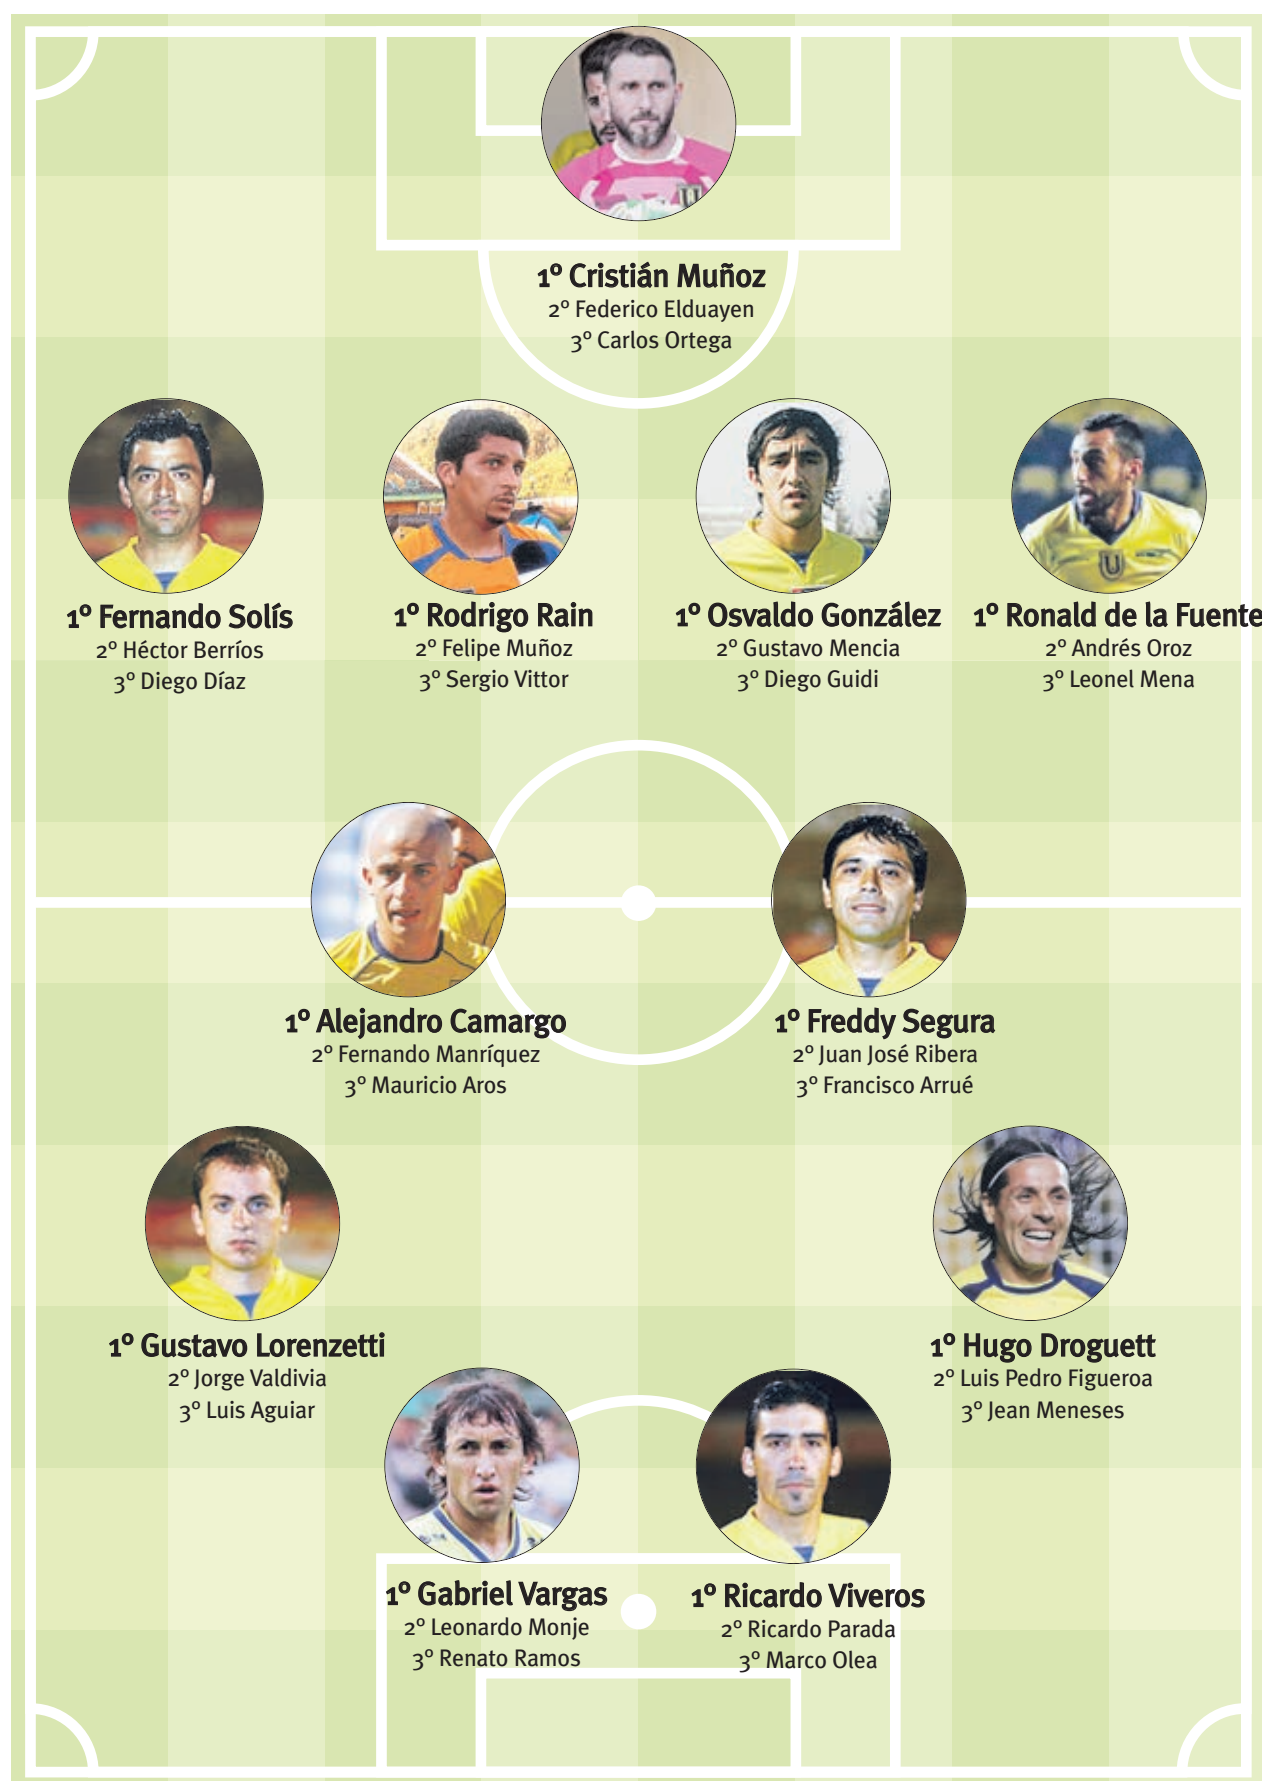 1º Cristián Muñoz
2º Federico Elduayen
3º Carlos Ortega
1º Fernando Solís
2º Héctor Berríos
3º Diego Díaz
1º Rodrigo Rain
2º Felipe Muñoz
3º Sergio Vittor
1º Osvaldo González
2º Gustavo Mencia
3º Diego Guidi
1º Ronald de la Fuente
2º Andrés Oroz
3º Leonel Mena
1º Alejandro Camargo
2º Fernando Manríquez
3º Mauricio Aros
1º Freddy Segura
2º Juan José Ribera
3º Francisco Arrué
1º Gustavo Lorenzetti
2º Jorge Valdivia
3º Luis Aguiar
1º Hugo Droguett
2º Luis Pedro Figueroa
3º Jean Meneses
1º Gabriel Vargas
2º Leonardo Monje
3º Renato Ramos
1º Ricardo Viveros
2º Ricardo Parada
3º Marco Olea